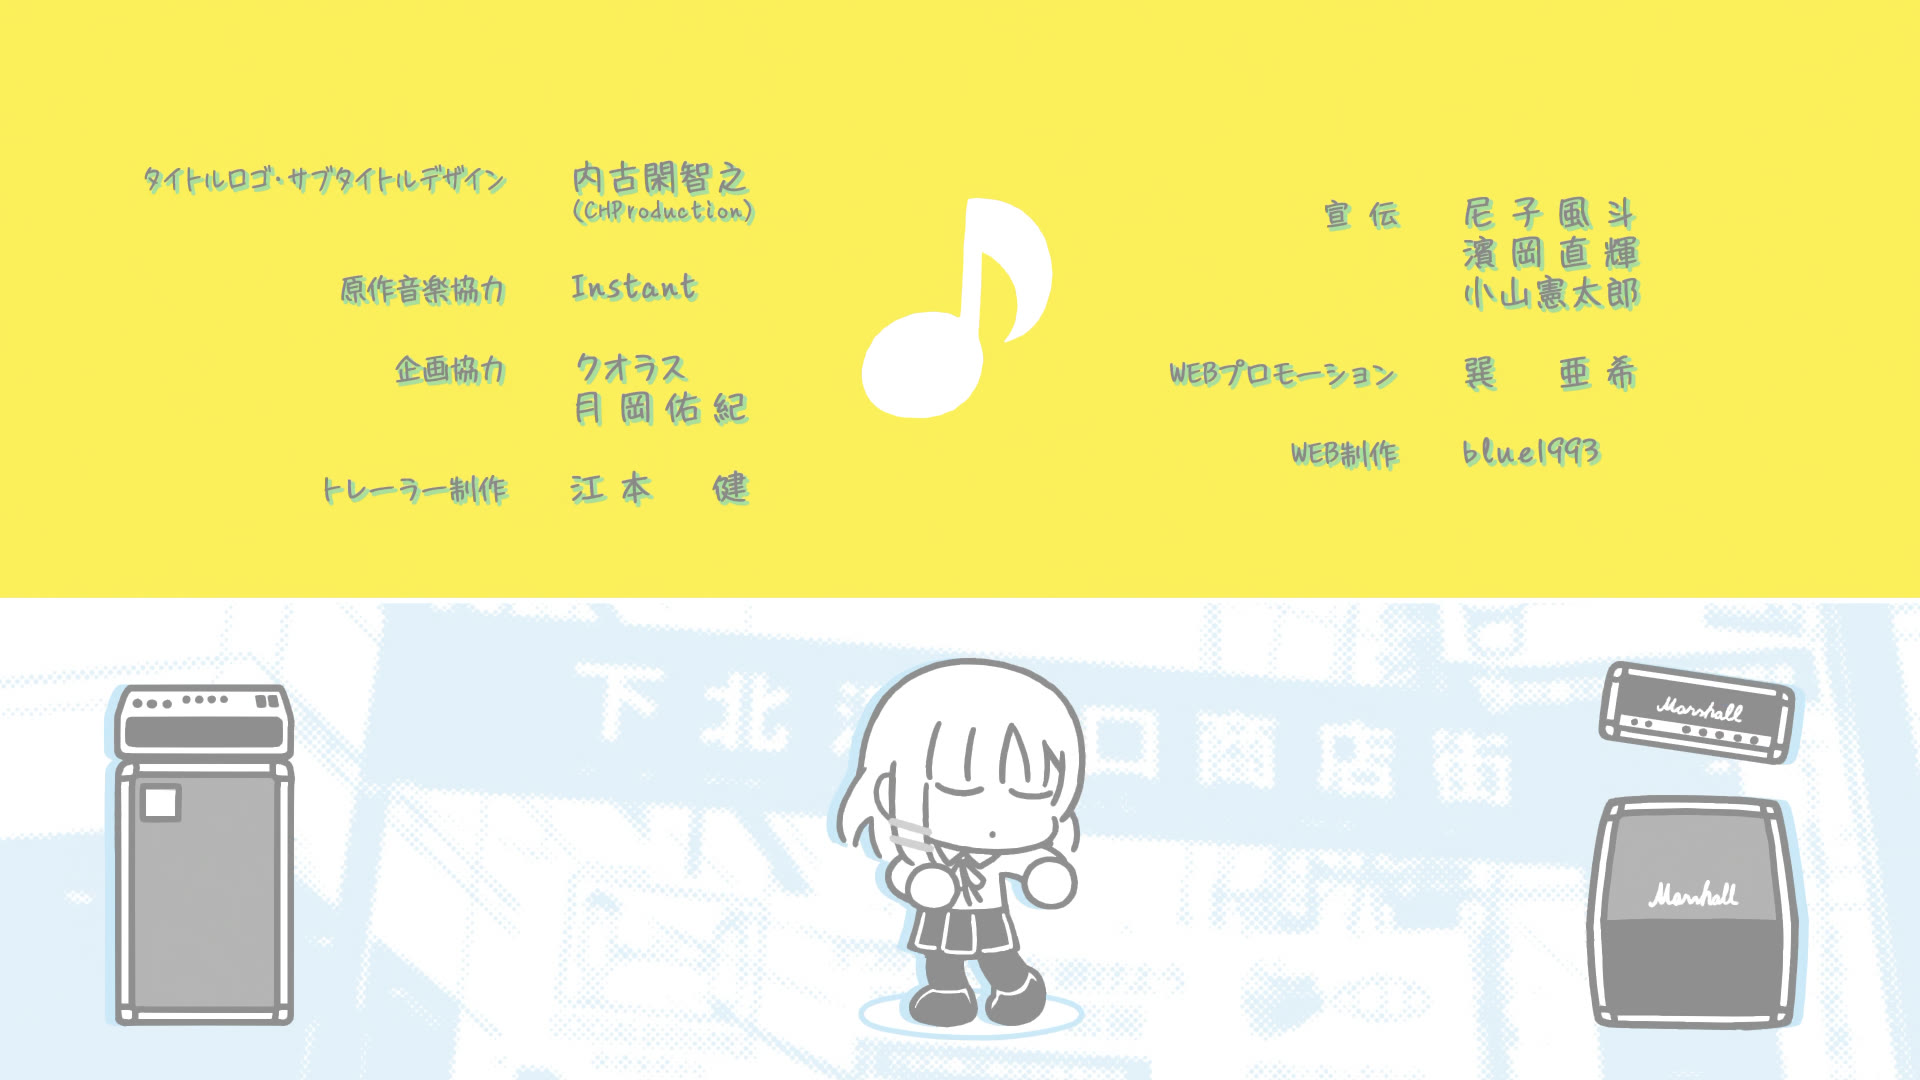 タイトルロゴ・サブタイトルデザイン 内古閑智之
(CHProduction)
原作音楽協力 Instant
企画協力 クオラス
月岡佑紀
トレーラー制作 江本 健
宣伝 尼子風斗
濱岡直輝
小山憲太郎
WEBプロモーション 巽 亜希
WEB制作 blue1993
下北 口商店街
Marshall
Marshall